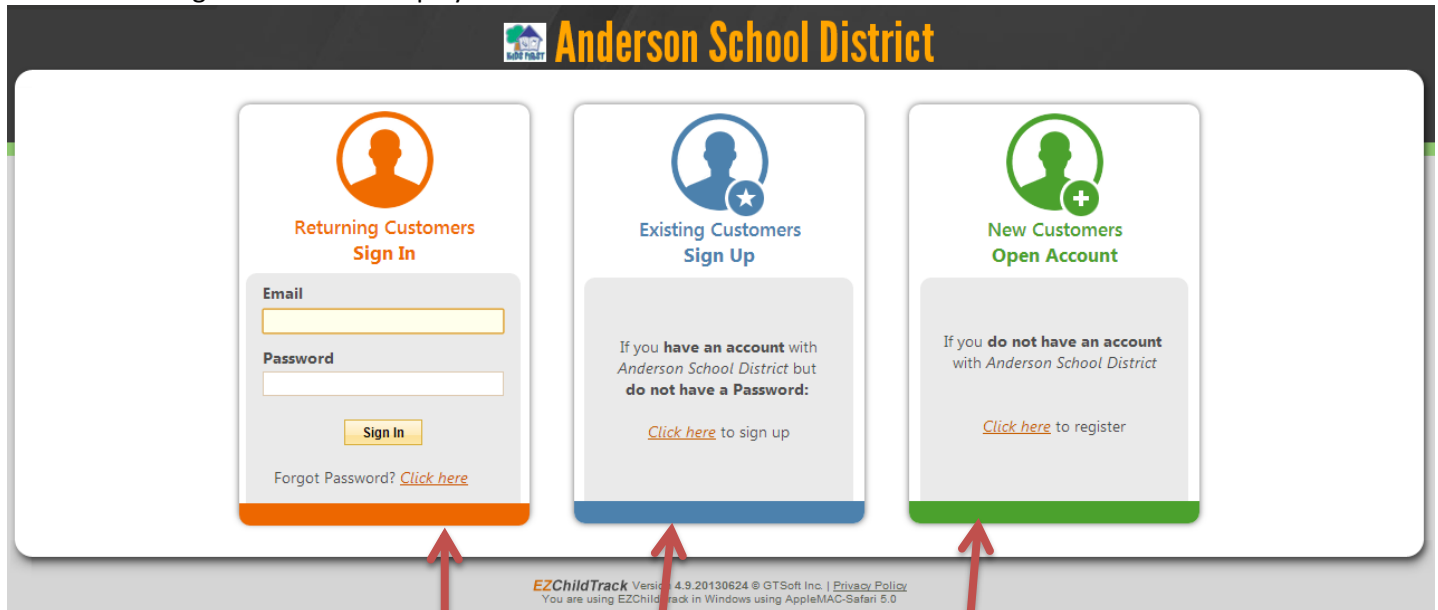 Anderson School District
KIDS FIRST
Returning Customers
Sign In
Email
Password
Sign In
Forgot Password? Click here
Existing Customers
Sign Up
If you have an account with
Anderson School District but
do not have a Password:
Click here to sign up
New Customers
Open Account
If you do not have an account
with Anderson School District
Click here to register
EZChildTrack Version 4.9.20130624 © GTSoft Inc. | Privacy Policy
You are using EZChildTrack in Windows using AppleMAC-Safari 5.0